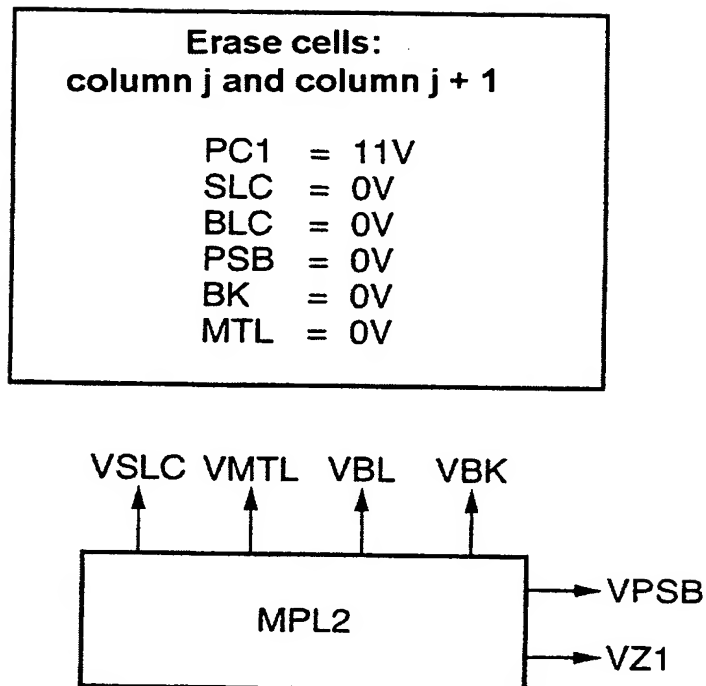 Erase cells:
column j and column j + 1
PC1 = 11V
SLC = 0V
BLC = 0V
PSB = 0V
BK = 0V
MTL = 0V
VSLC VMTL VBL VBK
MPL2
VPSB
VZ1